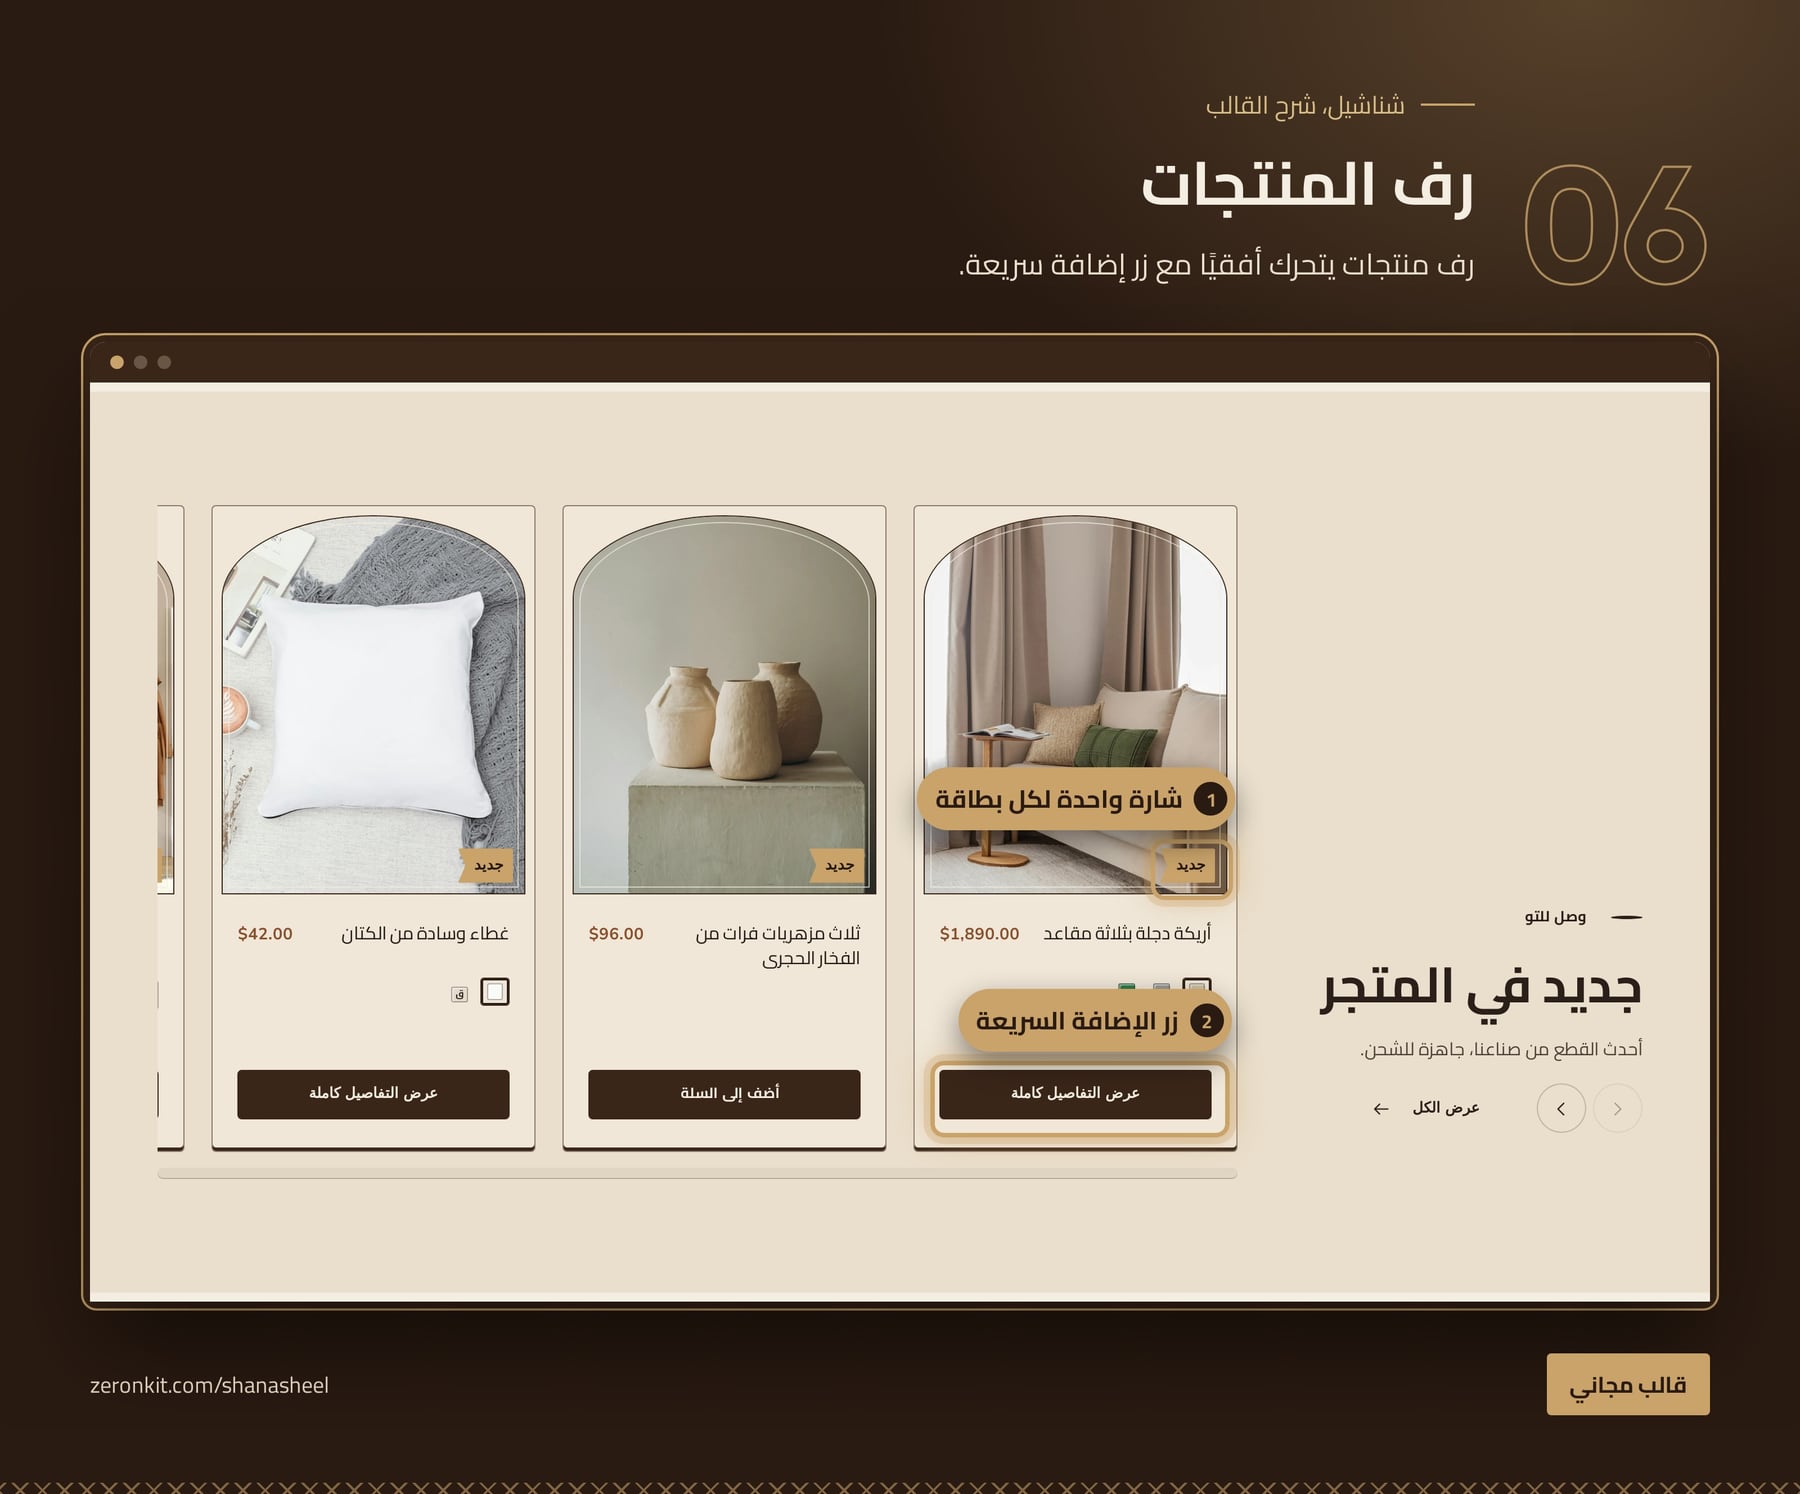 شناشيل، شرح القالب
06
رف المنتجات
رف منتجات يتحرك أفقيًا مع زر إضافة سريعة.
وصل للتو
جديد في المتجر
أحدث القطع من صناعنا، جاهزة للشحن.
عرض الكل
1 شارة واحدة لكل بطاقة
جديد
أريكة دجلة بثلاثة مقاعد
$1,890.00
2 زر الإضافة السريعة
عرض التفاصيل كاملة
جديد
ثلاث مزهريات فرات من
الفخار الحجري
$96.00
أضف إلى السلة
جديد
غطاء وسادة من الكتان
$42.00
ق
عرض التفاصيل كاملة
قالب مجاني
zeronkit.com/shanasheel